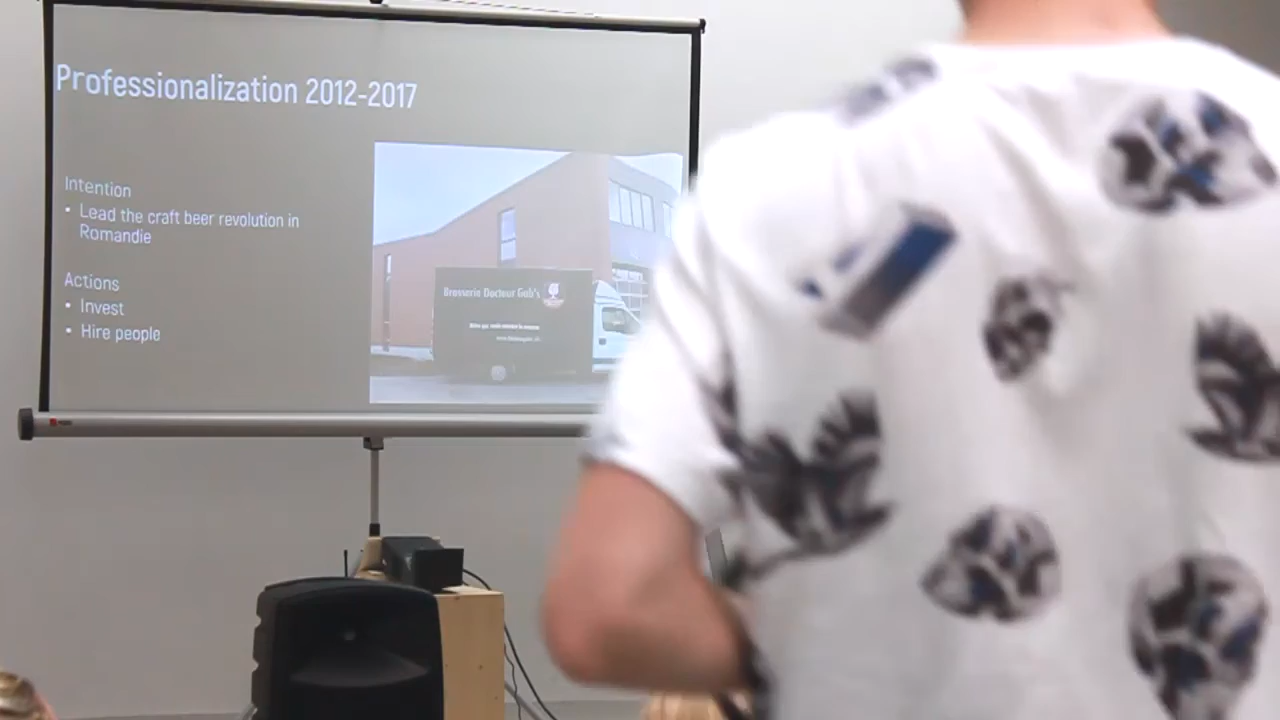 Professionalization 2012-2017
Intention
• Lead the craft beer revolution in
Romandie
Actions
• Invest
• Hire people
Brasserie Docteur Gab's